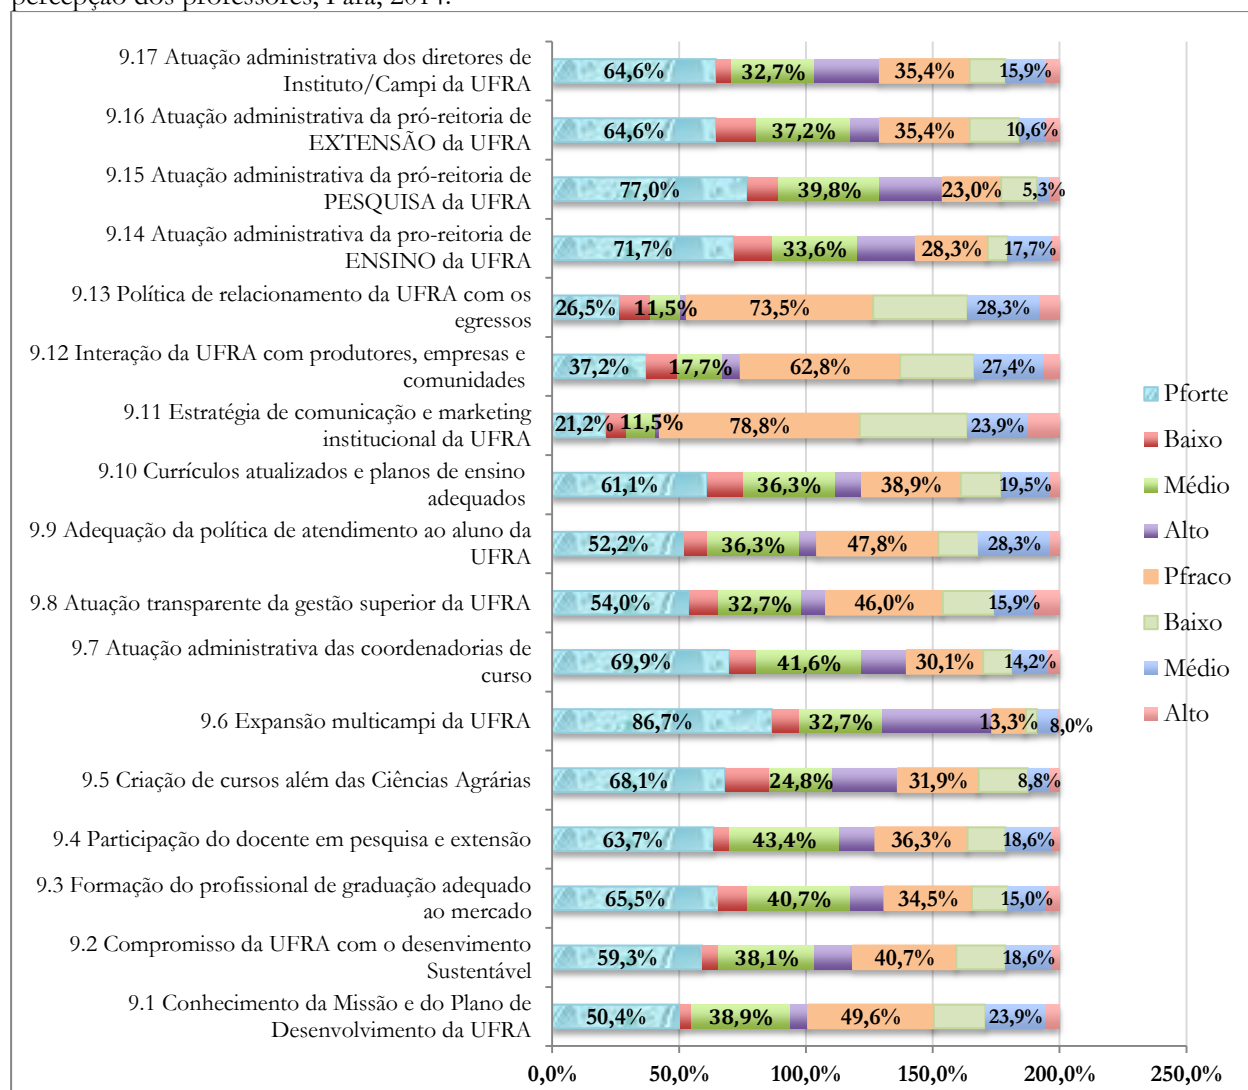 percepção dos professores, Pará, 2014.
9.17 Atuação administrativa dos diretores de
Instituto/Campi da UFRA
64,6% 32,7% 35,4% 15,9%
9.16 Atuação administrativa da pró-reitoria de
EXTENSÃO da UFRA
64,6% 37,2% 35,4% 10,6%
9.15 Atuação administrativa da pró-reitoria de
PESQUISA da UFRA
77,0% 39,8% 23,0% 5,3%
9.14 Atuação administrativa da pro-reitoria de
ENSINO da UFRA
71,7% 33,6% 28,3% 17,7%
9.13 Política de relacionamento da UFRA com os
egressos
26,5% 11,5% 73,5% 28,3%
9.12 Interação da UFRA com produtores, empresas e
comunidades
37,2% 17,7% 62,8% 27,4%
9.11 Estratégia de comunicação e marketing
institucional da UFRA
21,2% 11,5% 78,8% 23,9%
9.10 Currículos atualizados e planos de ensino
adequados
61,1% 36,3% 38,9% 19,5%
9.9 Adequação da política de atendimento ao aluno da
UFRA
52,2% 36,3% 47,8% 28,3%
9.8 Atuação transparente da gestão superior da UFRA
54,0% 32,7% 46,0% 15,9%
9.7 Atuação administrativa das coordenadorias de
curso
69,9% 41,6% 30,1% 14,2%
9.6 Expansão multicampi da UFRA
86,7% 32,7% 13,3% 8,0%
9.5 Criação de cursos além das Ciências Agrárias
68,1% 24,8% 31,9% 8,8%
9.4 Participação do docente em pesquisa e extensão
63,7% 43,4% 36,3% 18,6%
9.3 Formação do profissional de graduação adequado
ao mercado
65,5% 40,7% 34,5% 15,0%
9.2 Compromisso da UFRA com o desenvimento
Sustentável
59,3% 38,1% 40,7% 18,6%
9.1 Conhecimento da Missão e do Plano de
Desenvolvimento da UFRA
50,4% 38,9% 49,6% 23,9%
0,0% 50,0% 100,0% 150,0% 200,0% 250,0%
Pforte
Baixo
Médio
Alto
Pfraco
Baixo
Médio
Alto